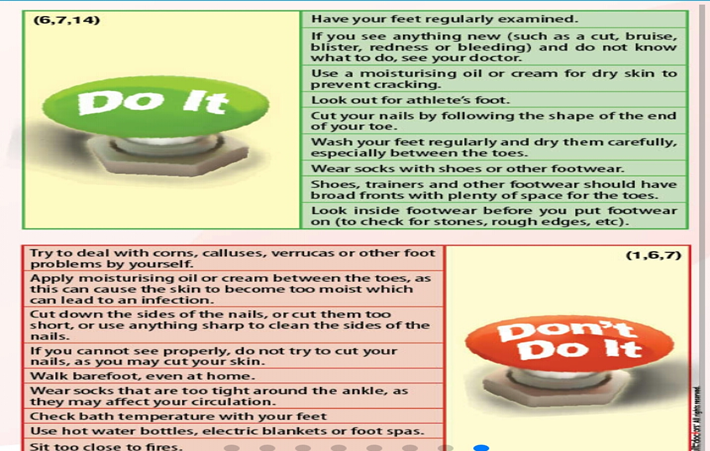 (6,7,14)
Do It
Have your feet regularly examined.
If you see anything new (such as a cut, bruise,
blister, redness or bleeding) and do not know
what to do, see your doctor.
Use a moisturising oil or cream for dry skin to
prevent cracking.
Look out for athlete's foot.
Cut your nails by following the shape of the end
of your toe.
Wash your feet regularly and dry them carefully,
especially between the toes.
Wear socks with shoes or other footwear.
Shoes, trainers and other footwear should have
broad fronts with plenty of space for the toes.
Look inside footwear before you put footwear
on (to check for stones, rough edges, etc).
Try to deal with corns, calluses, verrucas or other foot
problems by yourself.
Apply moisturising oil or cream between the toes, as
this can cause the skin to become too moist which
can lead to an infection.
Cut down the sides of the nails, or cut them too
short, or use anything sharp to clean the sides of the
nails.
If you cannot see properly, do not try to cut your
nails, as you may cut your skin.
Walk barefoot, even at home.
Wear socks that are too tight around the ankle, as
they may affect your circulation.
Check bath temperature with your feet
Use hot water bottles, electric blankets or foot spas.
Sit too close to fires.
(1,6,7)
Don't
Do It
All rights reserved.